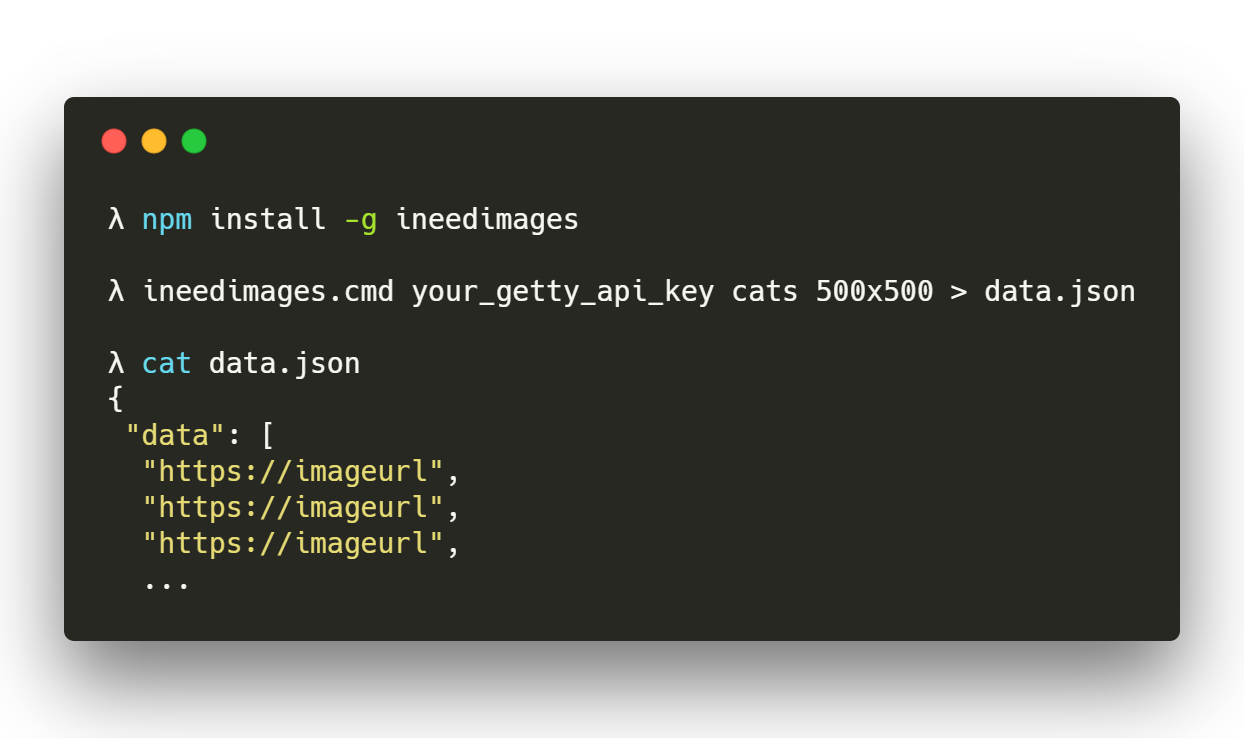 λ npm install -g ineedimages
λ ineedimages.cmd your_getty_api_key cats 500x500 > data.json
λ cat data.json
{
"data": [
"https://imageurl",
"https://imageurl",
"https://imageurl",
...